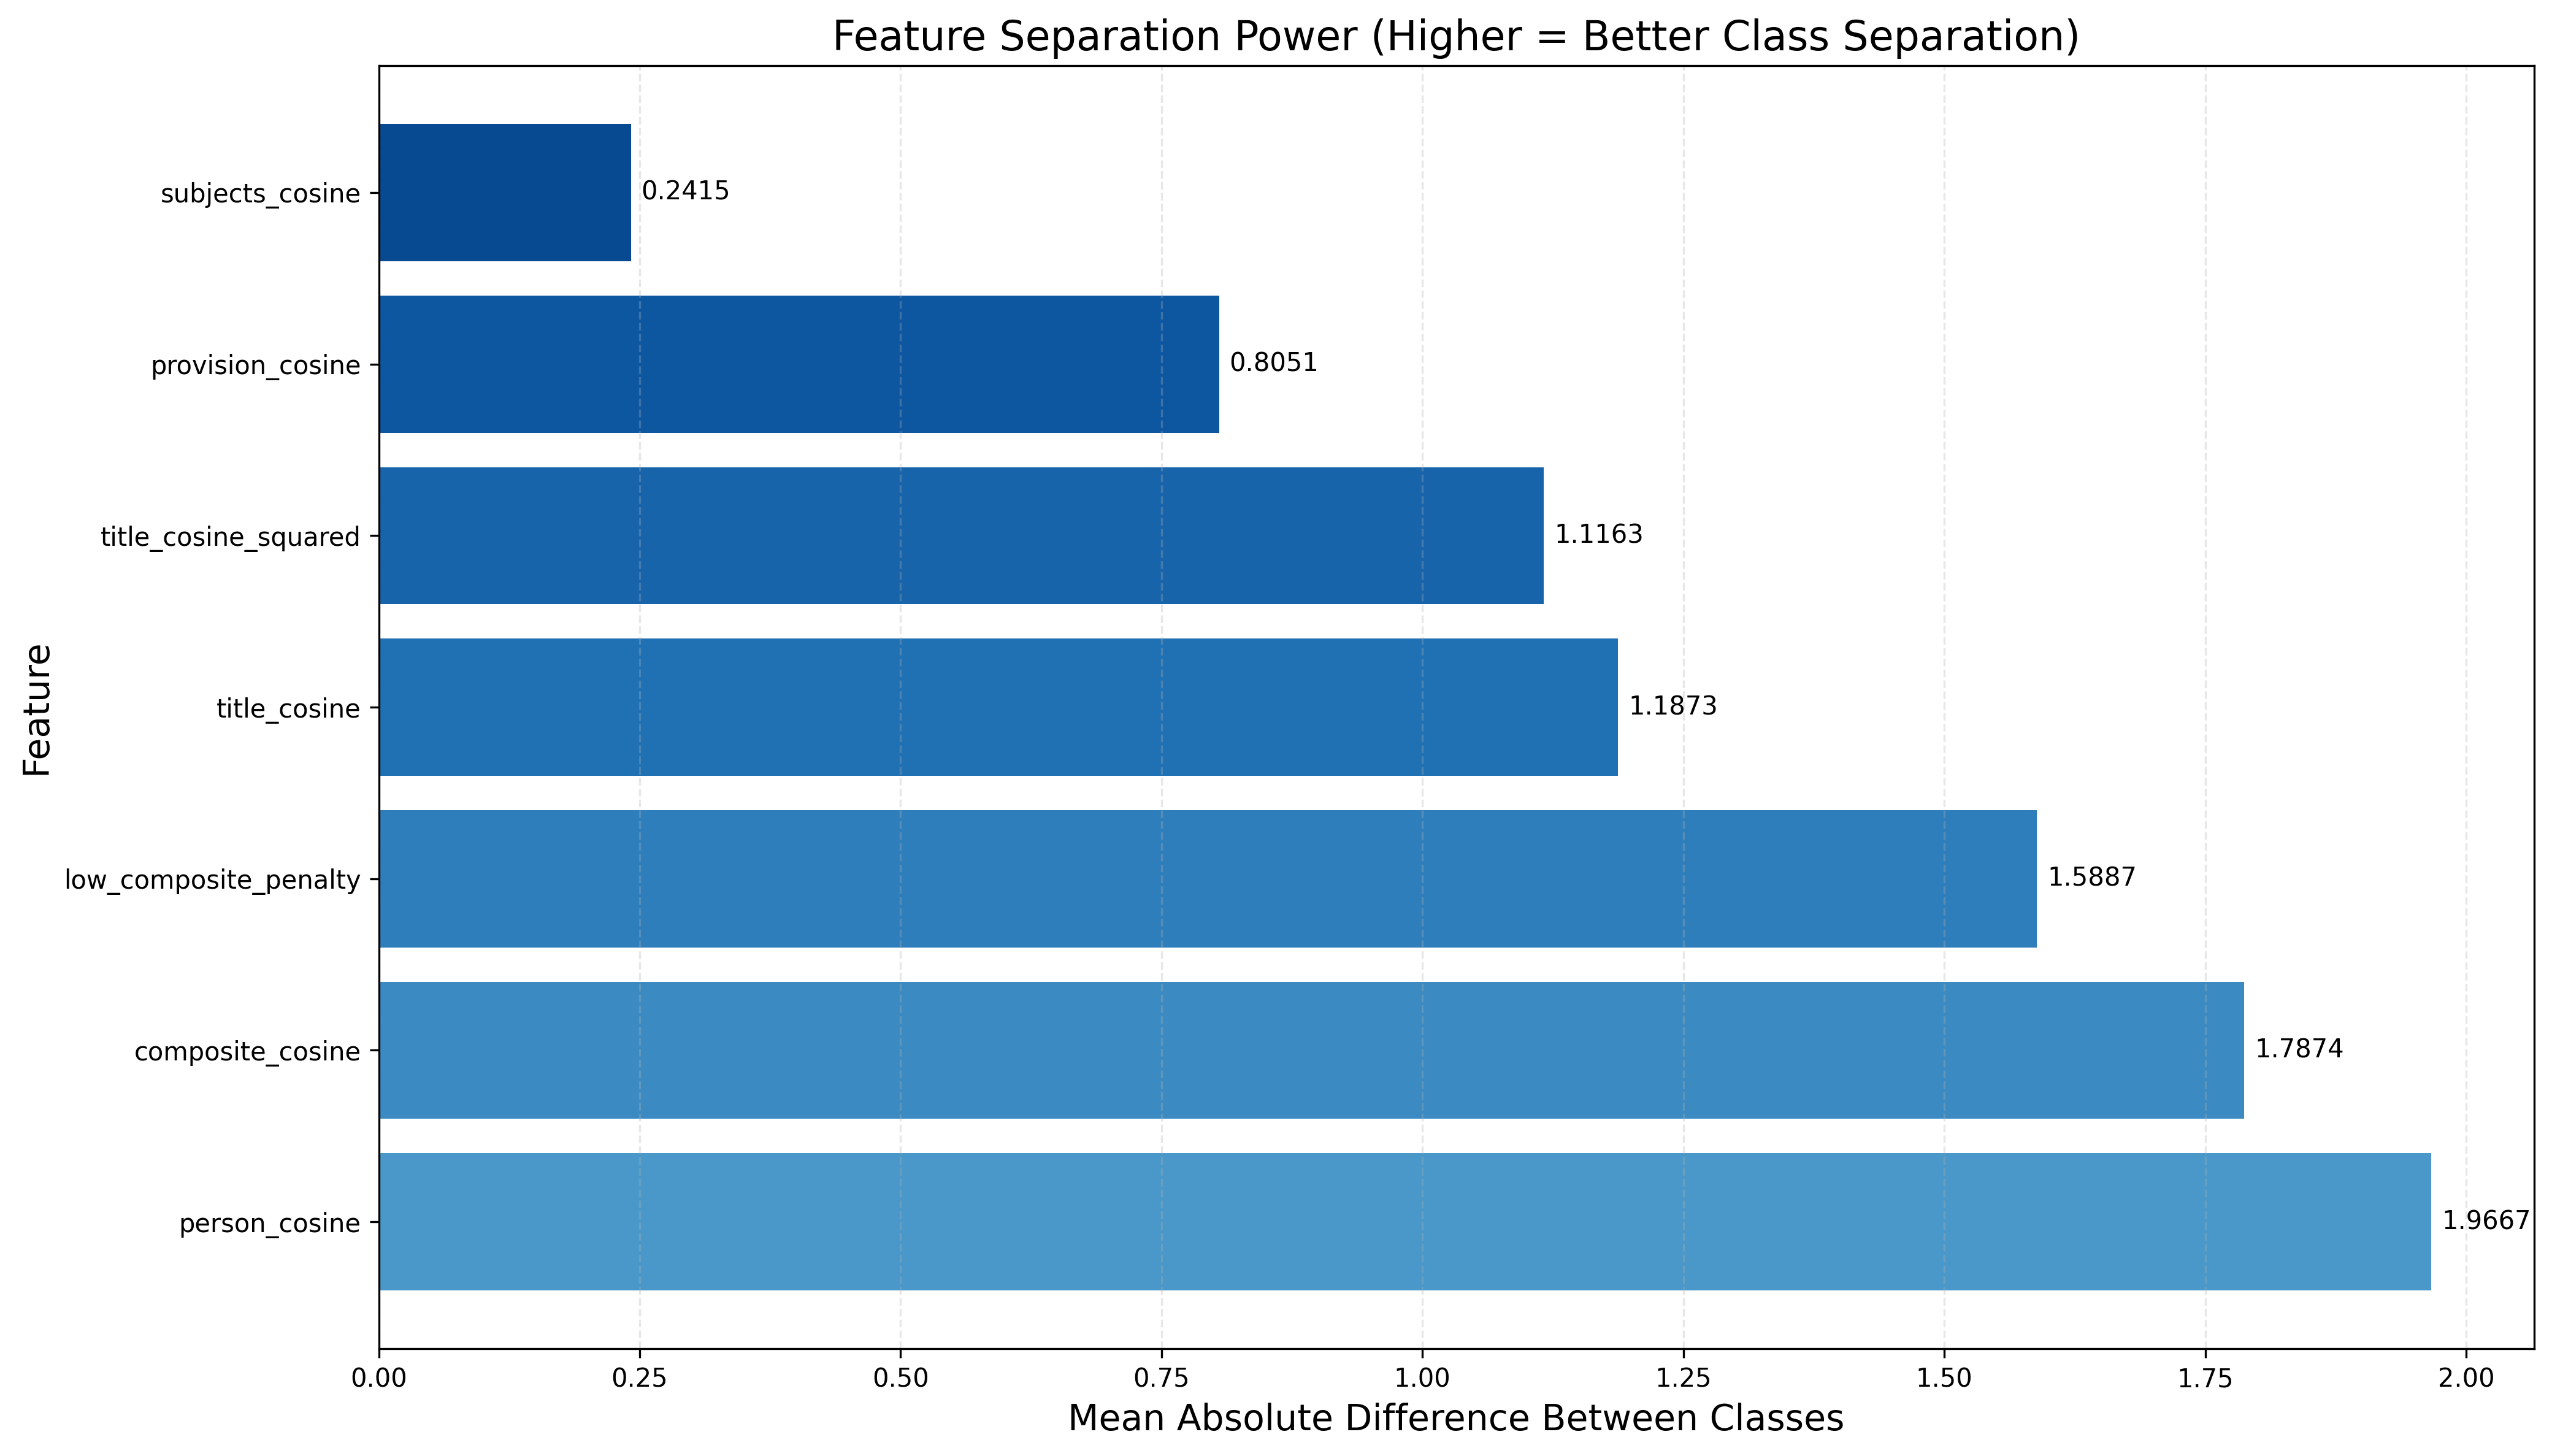 Feature Separation Power (Higher = Better Class Separation)
subjects_cosine
0.2415
provision_cosine
0.8051
title_cosine_squared
1.1163
title_cosine
1.1873
low_composite_penalty
1.5887
composite_cosine
1.7874
person_cosine
1.9667
Feature
0.00 0.25 0.50 0.75 1.00 1.25 1.50 1.75 2.00
Mean Absolute Difference Between Classes